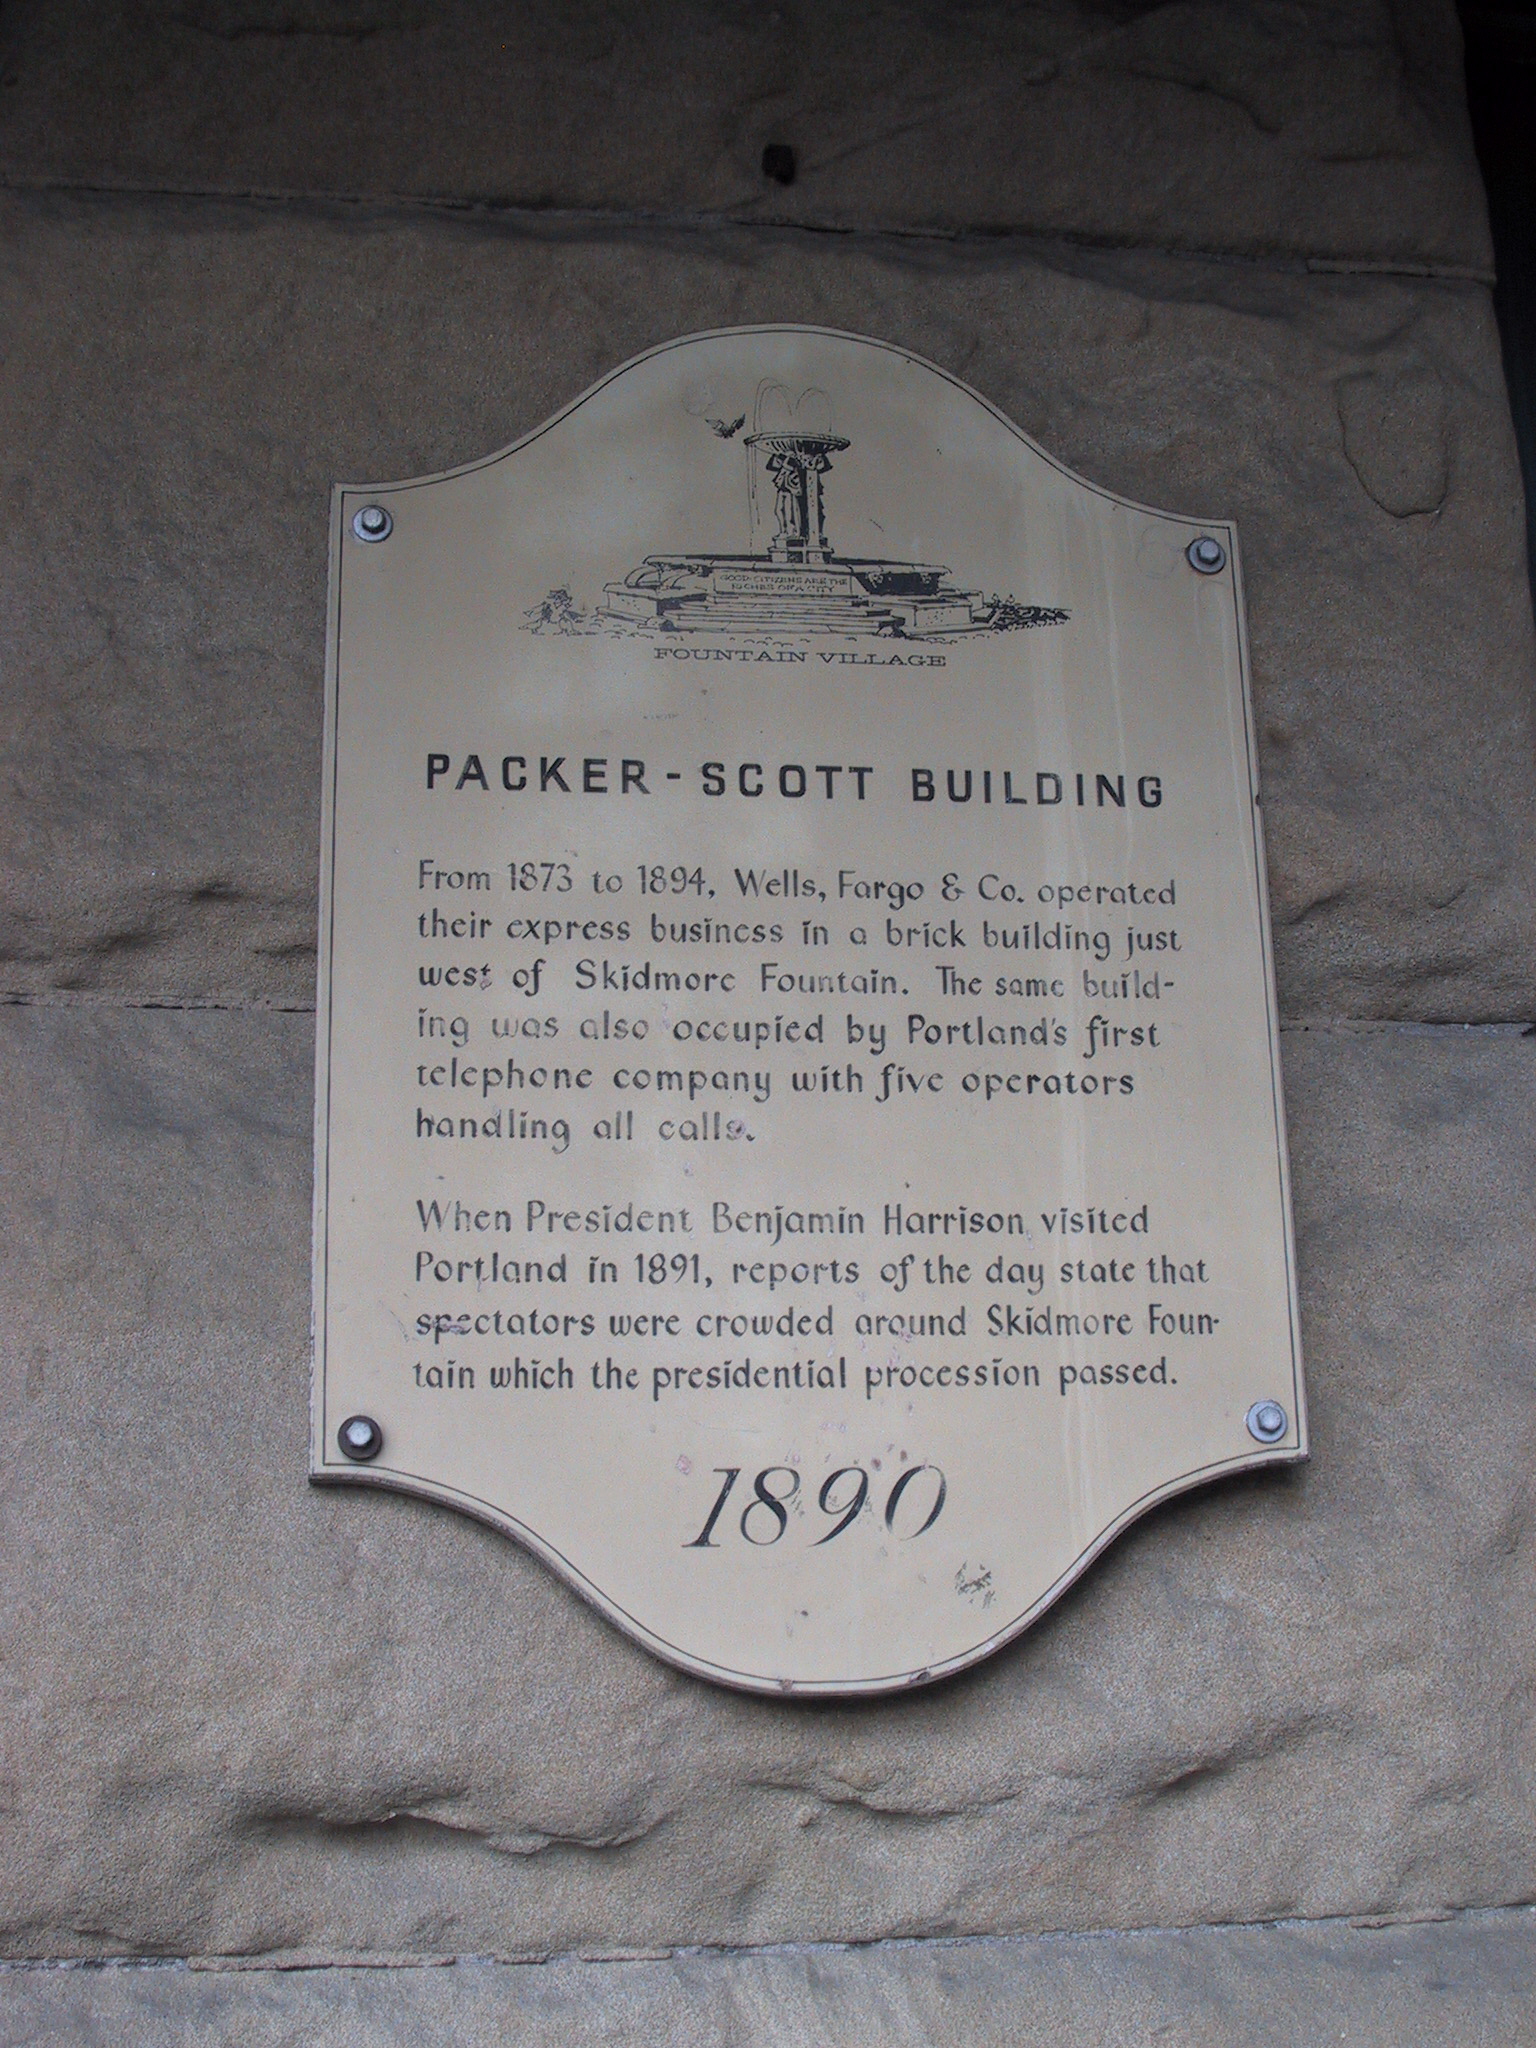 GOOD CITIZENS ARE THE
RICHES OF A CITY
FOUNTAIN VILLAGE
PACKER-SCOTT BUILDING
From 1873 to 1894, Wells, Fargo & Co. operated
their express business in a brick building just
west of Skidmore Fountain. The same build-
ing was also occupied by Portland's first
telephone company with five operators
handling all calls.
When President Benjamin Harrison visited
Portland in 1891, reports of the day state that
spectators were crowded around Skidmore Foun-
tain which the presidential procession passed.
1890